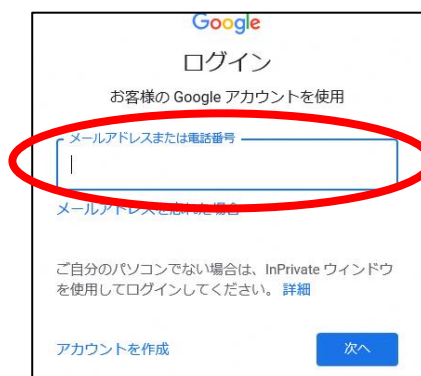 Google
ログイン
お客様の Google アカウントを使用
メールアドレスまたは電話番号
メールアドレスを忘れた場合
ご自分のパソコンでない場合は、InPrivate ウィンドウ
を使用してログインしてください。 詳細
アカウントを作成
次へ